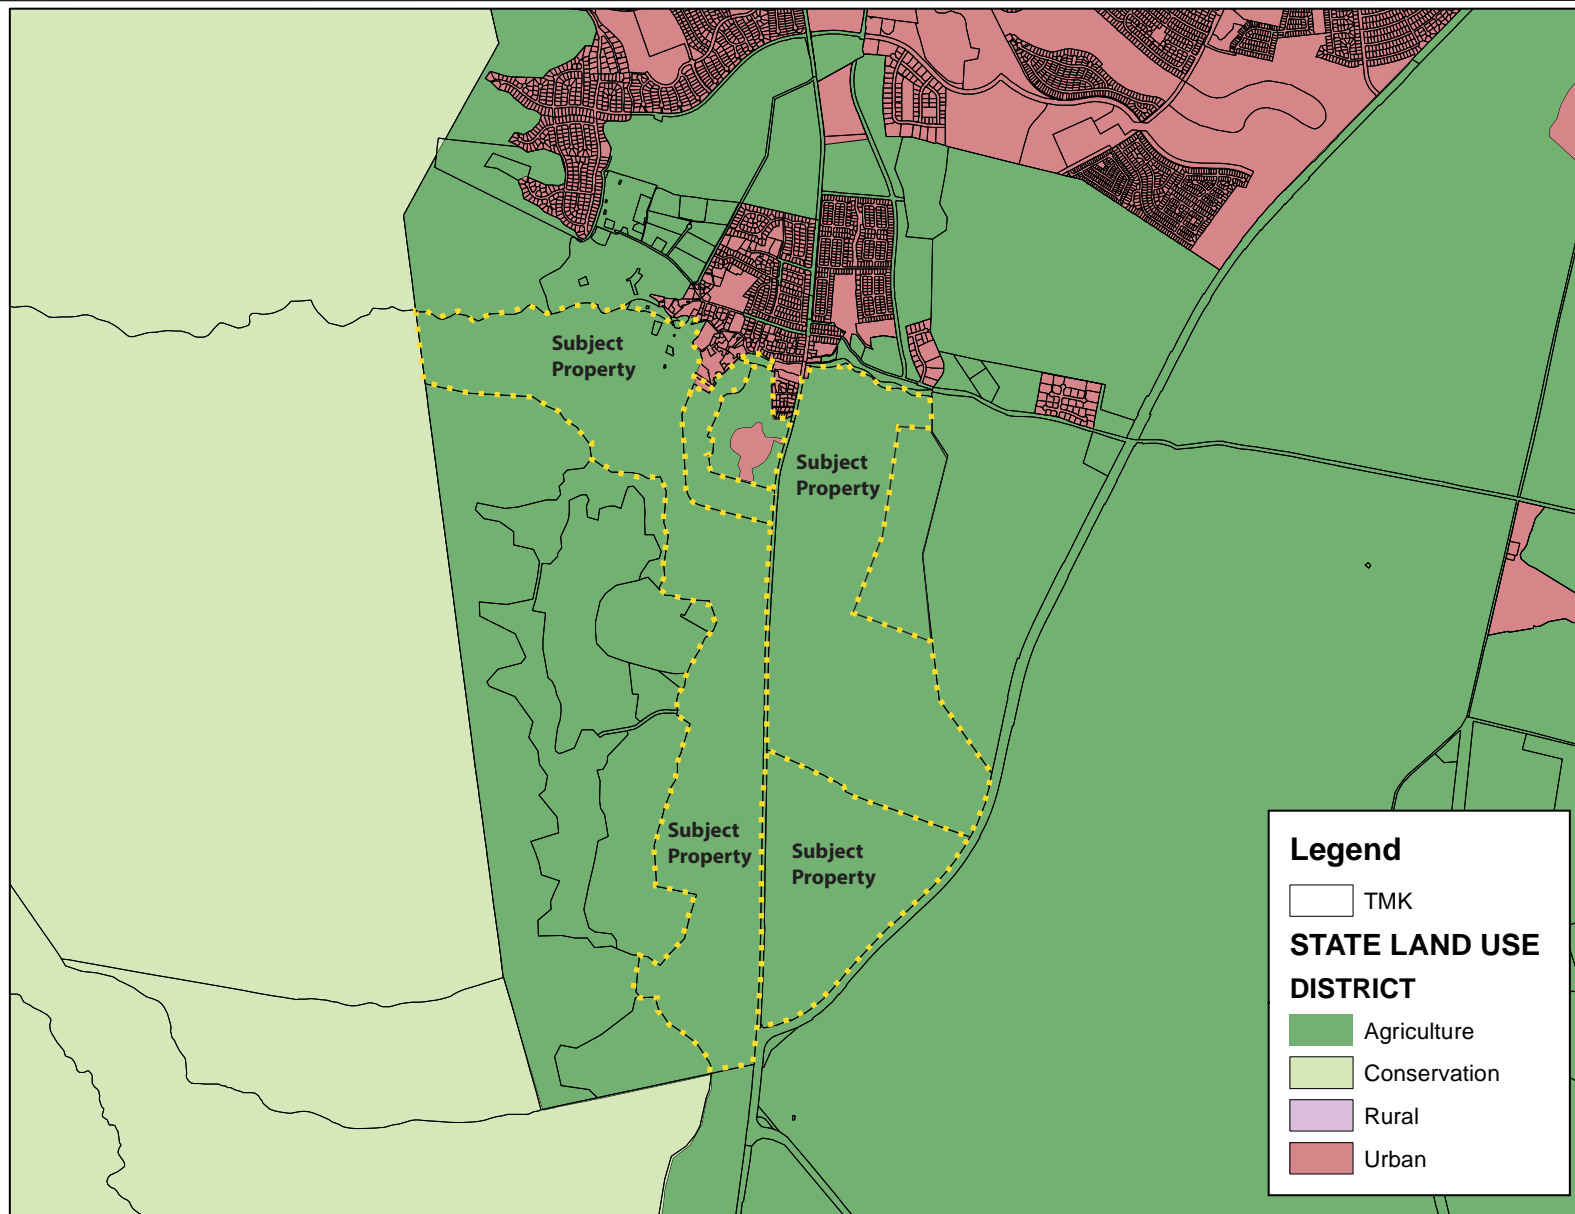 Subject
Property
Subject
Property
Subject
Property
Subject
Property
Legend
TMK
STATE LAND USE
DISTRICT
Agriculture
Conservation
Rural
Urban